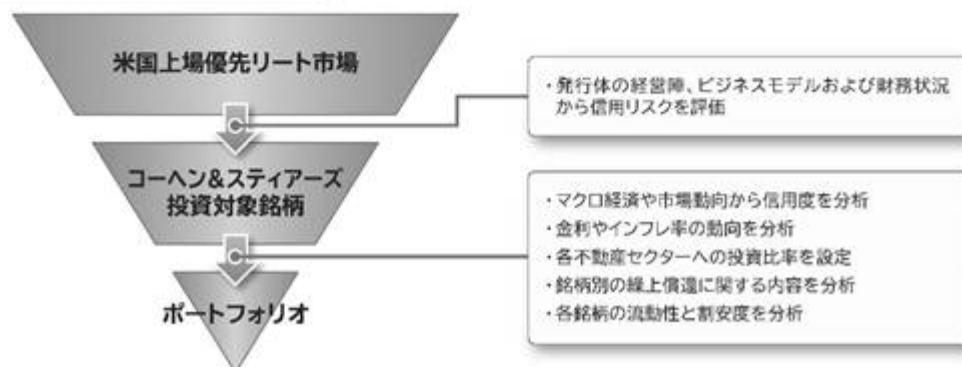 米国上場優先リート市場
・発行体の経営陣、ビジネスモデルおよび財務状況
から信用リスクを評価
コーヘン&スティアーズ
投資対象銘柄
・マクロ経済や市場動向から信用度を分析
・金利やインフレ率の動向を分析
・各不動産セクターへの投資比率を設定
・銘柄別の繰上償還に関する内容を分析
・各銘柄の流動性と割安度を分析
ポートフォリオ